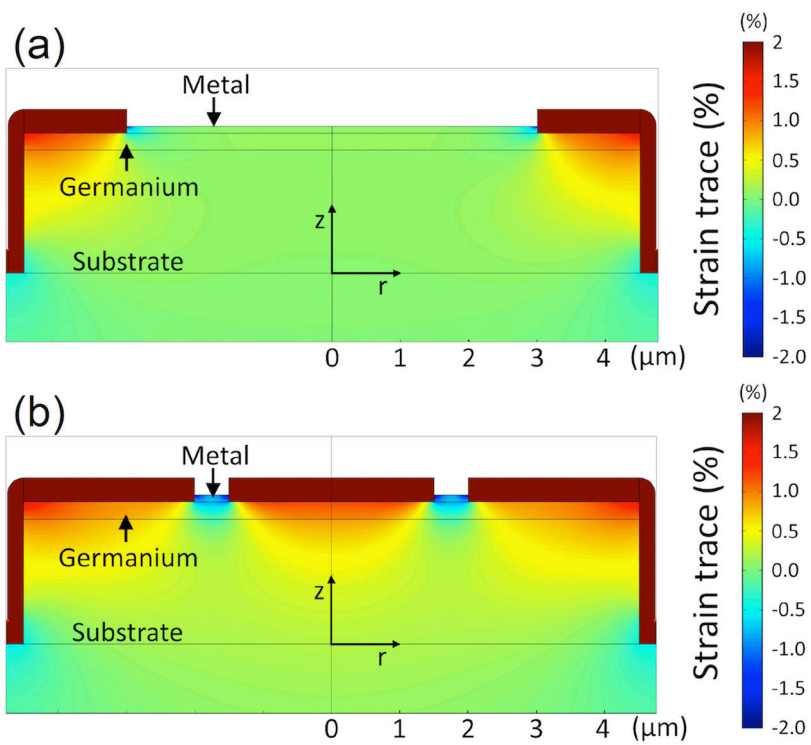 (a)
(%)
Metal
Germanium
Substrate
z
r
0 1 2 3 4 (μm)
2
1.5
1.0
0.5
0.0
-0.5
-1.0
-1.5
-2.0
Strain trace (%)
(b)
(%)
Metal
Germanium
Substrate
z
r
0 1 2 3 4 (μm)
2
1.5
1.0
0.5
0.0
-0.5
-1.0
-1.5
-2.0
Strain trace (%)